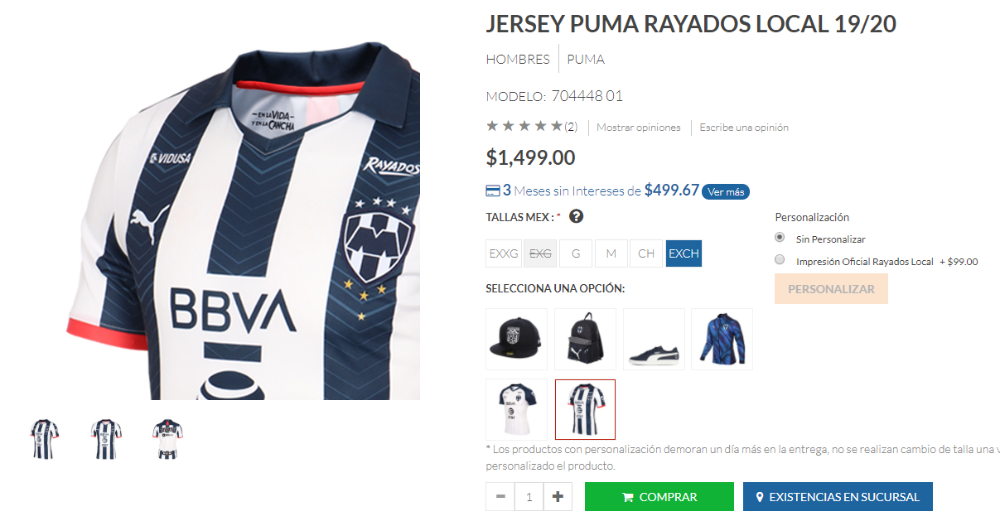 JERSEY PUMA RAYADOS LOCAL 19/20
HOMBRES PUMA
MODELO: 704448 01
(2) Mostrar opiniones Escribe una opinión
$1,499.00
3 Meses sin Intereses de $499.67 Ver más
TALLAS MEX : * ?
EXXG EXG G M CH EXCH
Personalización
Sin Personalizar
Impresión Oficial Rayados Local + $99.00
PERSONALIZAR
SELECCIONA UNA OPCIÓN:
* Los productos con personalización demoran un día más en la entrega, no se realizan cambio de talla una v
personalizado el producto.
1
COMPRAR
EXISTENCIAS EN SUCURSAL
EN LA VIDA
Y EN LA CANCHA
VIDUSA
RAYADOS
BBVA